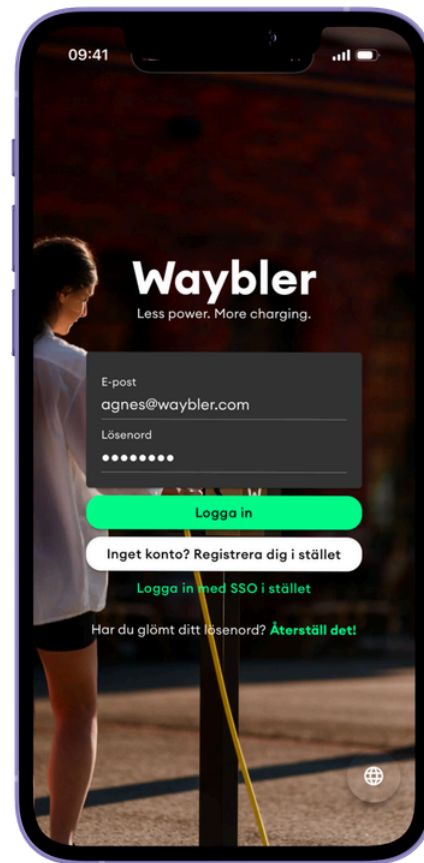 09:41
Waybler
Less power. More charging.
E-post
agnes@waybler.com
Lösenord
Logga in
Inget konto? Registrera dig i stället
Logga in med SSO i stället
Har du glömt ditt lösenord? Återställ det!